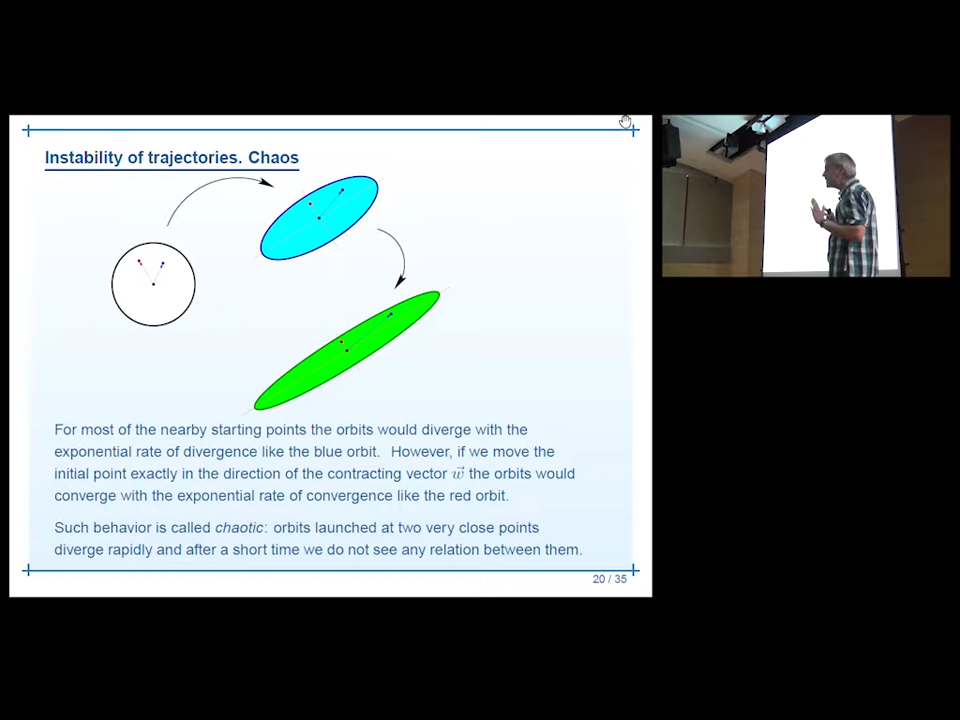 Instability of trajectories. Chaos
For most of the nearby starting points the orbits would diverge with the
exponential rate of divergence like the blue orbit. However, if we move the
initial point exactly in the direction of the contracting vector w⃗ the orbits would
converge with the exponential rate of convergence like the red orbit.
Such behavior is called chaotic: orbits launched at two very close points
diverge rapidly and after a short time we do not see any relation between them.
20 / 35